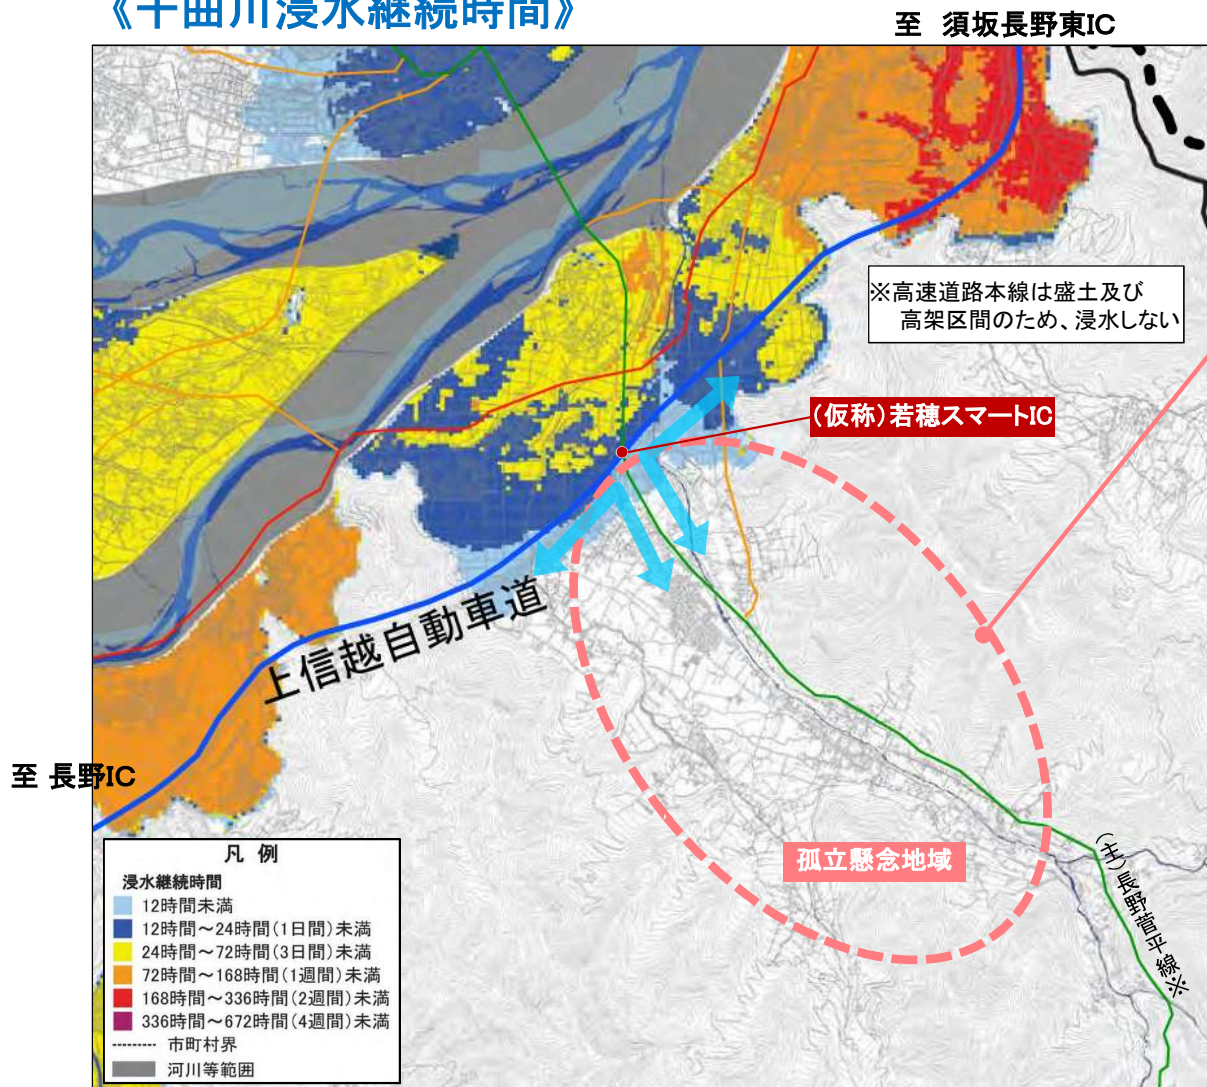 《千曲川浸水継続時間》
至 須坂長野東IC
※高速道路本線は盛土及び
高架区間のため、浸水しない
(仮称)若穂スマートIC
上信越自動車道
至 長野IC
孤立懸念地域
(主)長野菅平線※
凡 例
浸水継続時間
12時間未満
12時間~24時間(1日間)未満
24時間~72時間(3日間)未満
72時間~168時間(1週間)未満
168時間~336時間(2週間)未満
336時間~672時間(4週間)未満
市町村界
河川等範囲